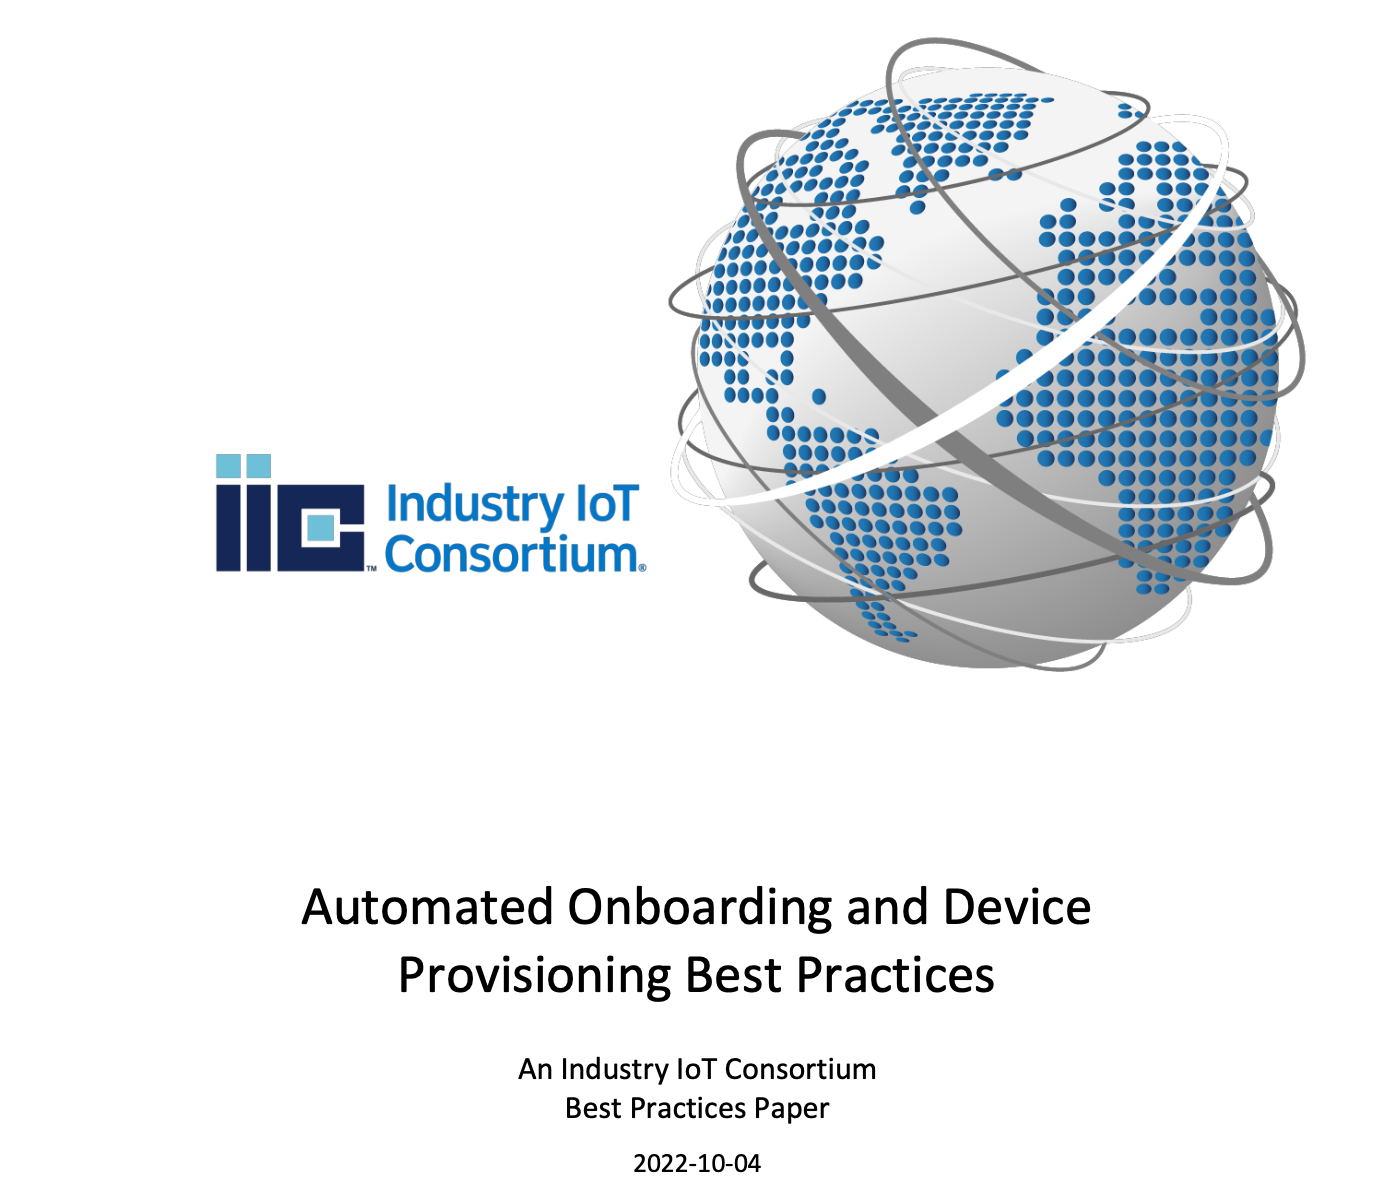 iic™ Industry IoT
Consortium®
Automated Onboarding and Device
Provisioning Best Practices
An Industry IoT Consortium
Best Practices Paper
2022-10-04